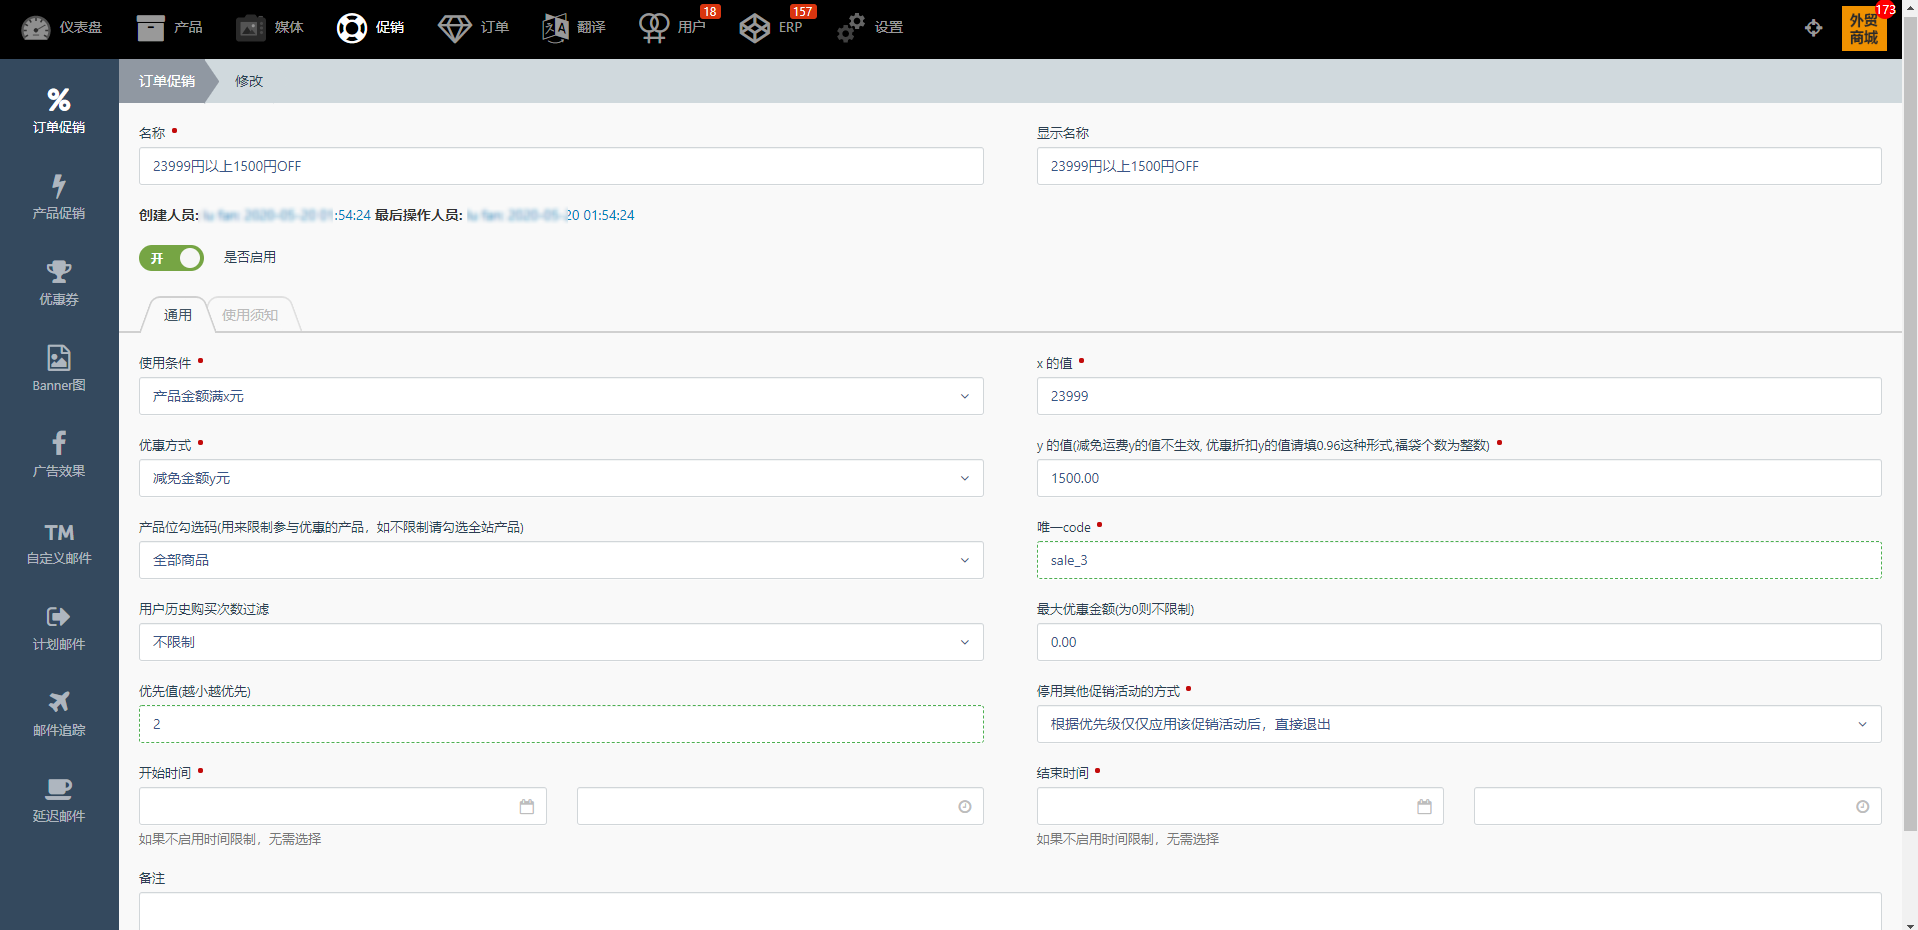 仪表盘
产品
媒体
促销
订单
翻译
用户
18
ERP
157
设置
外贸
商城
173
订单促销
产品促销
优惠券
Banner图
广告效果
TM
自定义邮件
计划邮件
邮件追踪
延迟邮件
订单促销 修改
名称 显示名称
23999円以上1500円OFF 23999円以上1500円OFF
创建人员: lu fan: 2020-05-20 01:54:24 最后操作人员: lu fan: 2020-05-20 01:54:24
开 是否启用
通用 使用须知
使用条件 x 的值
产品金额满x元 23999
优惠方式 y 的值(减免运费y的值不生效, 优惠折扣y的值请填0.96这种形式,福袋个数为整数)
减免金额y元 1500.00
产品位勾选码(用来限制参与优惠的产品，如不限制请勾选全站产品) 唯一code
全部商品 sale_3
用户历史购买次数过滤 最大优惠金额(为0则不限制)
不限制 0.00
优先值(越小越优先) 停用其他促销活动的方式
2 根据优先级仅仅应用该促销活动后，直接退出
开始时间 结束时间
如果不启用时间限制，无需选择 如果不启用时间限制，无需选择
备注